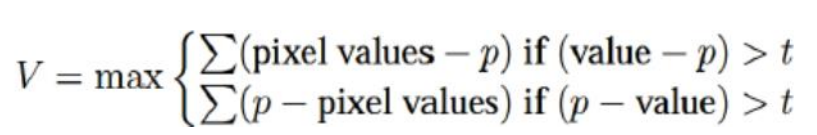 V = max { ∑(pixel values − p) if (value − p) > t
∑(p − pixel values) if (p − value) > t